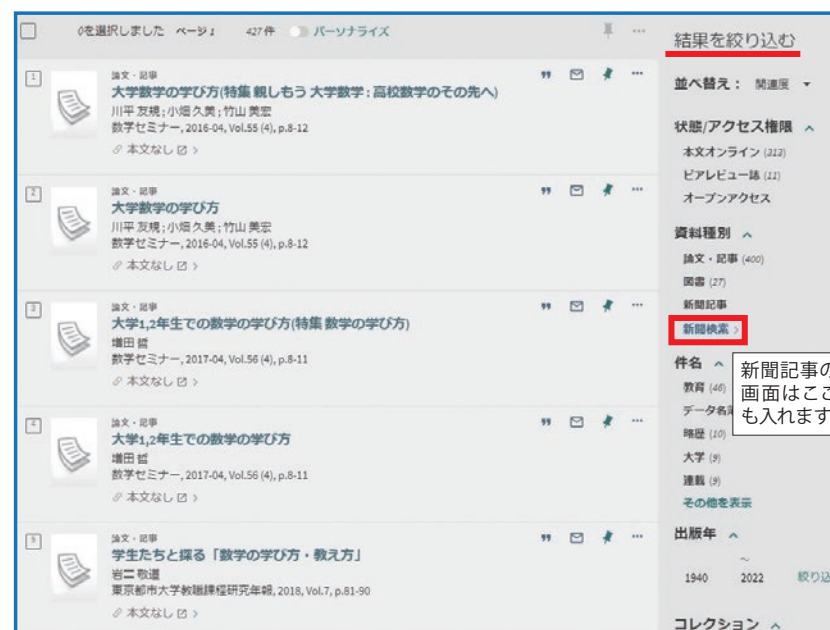 0を選択しました ページ1 427件 パーソナライズ
1
論文・記事
大学数学の学び方(特集 親しもう 大学数学:高校数学のその先へ)
川平 友規;小畑 久美;竹山 美宏
数学セミナー, 2016-04, Vol.55 (4), p.8-12
本文なし
2
論文・記事
大学数学の学び方
川平 友規;小畑 久美;竹山 美宏
数学セミナー, 2016-04, Vol.55 (4), p.8-12
本文なし
3
論文・記事
大学1,2年生での数学の学び方(特集 数学の学び方)
増田 哲
数学セミナー, 2017-04, Vol.56 (4), p.8-11
本文なし
4
論文・記事
大学1,2年生での数学の学び方
増田 哲
数学セミナー, 2017-04, Vol.56 (4), p.8-11
本文なし
5
論文・記事
学生たちと探る「数学の学び方・教え方」
岩二 敬道
東京都市大学教職課程研究年報, 2018, Vol.7, p.81-90
本文なし
結果を絞り込む
並べ替え: 関連度
状態/アクセス権限
本文オンライン (313)
ピアレビュー誌 (11)
オープンアクセス
資料種別
論文・記事 (400)
図書 (27)
新聞記事
新聞検索
件名
新聞記事の
画面はここ
も入れます
教育 (46)
データ名
略歴 (10)
大学 (9)
連載 (9)
その他を表示
出版年
~
1940 2022 絞り込
コレクション